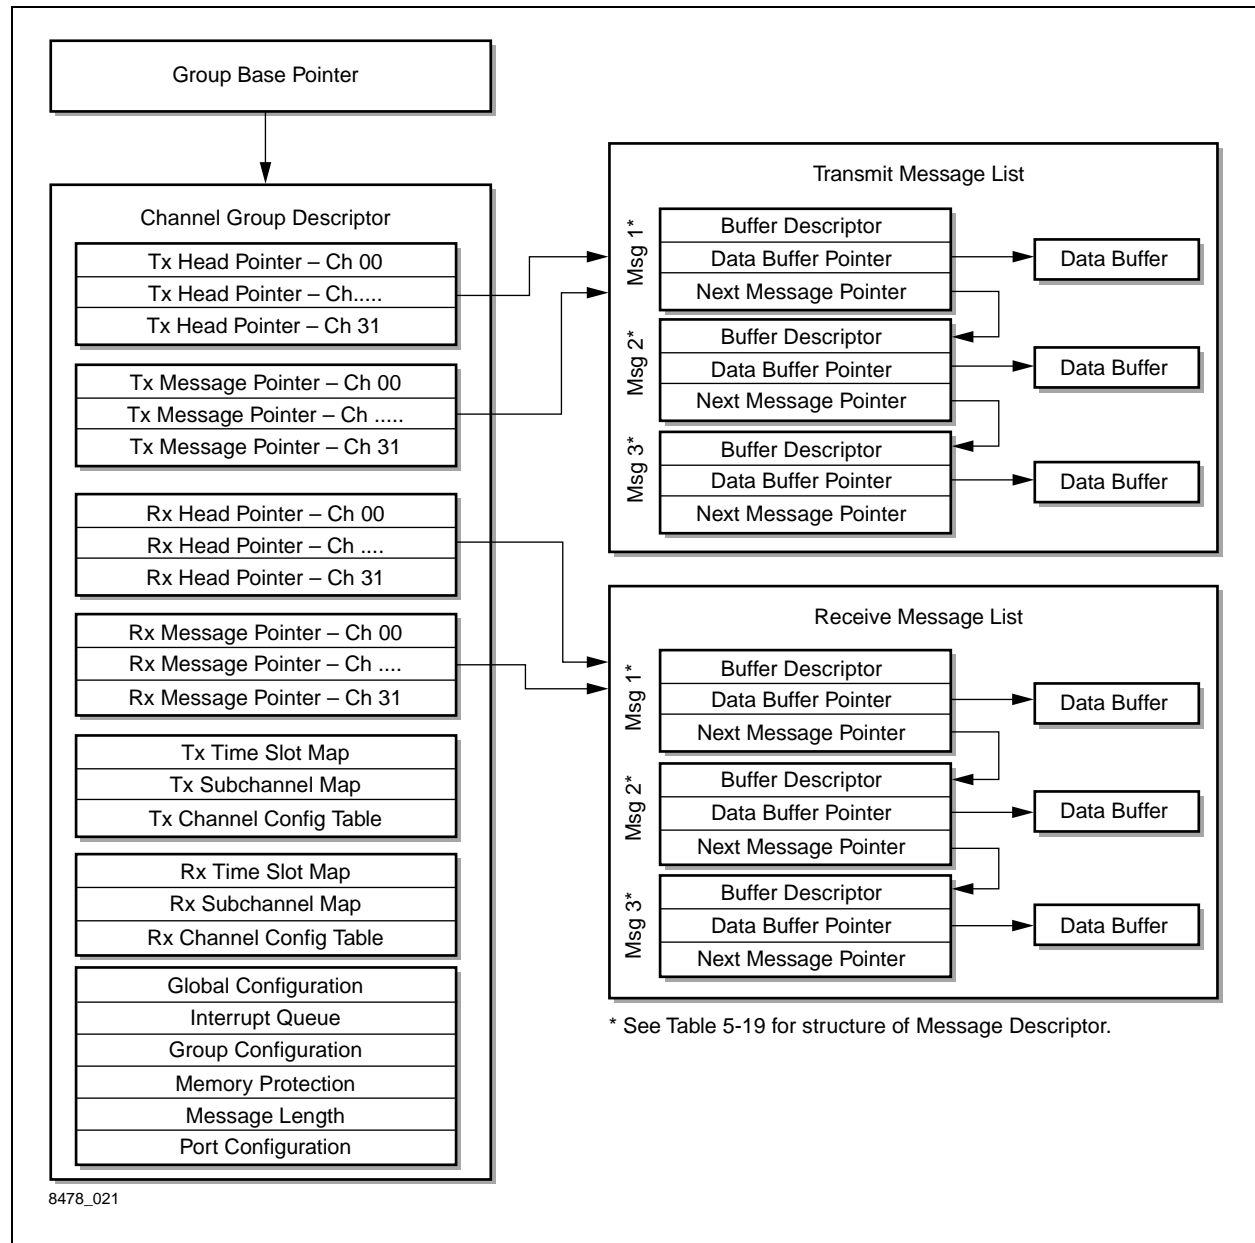 Group Base Pointer
Channel Group Descriptor
Tx Head Pointer – Ch 00
Tx Head Pointer – Ch.....
Tx Head Pointer – Ch 31
Tx Message Pointer – Ch 00
Tx Message Pointer – Ch .....
Tx Message Pointer – Ch 31
Rx Head Pointer – Ch 00
Rx Head Pointer – Ch ....
Rx Head Pointer – Ch 31
Rx Message Pointer – Ch 00
Rx Message Pointer – Ch ....
Rx Message Pointer – Ch 31
Tx Time Slot Map
Tx Subchannel Map
Tx Channel Config Table
Rx Time Slot Map
Rx Subchannel Map
Rx Channel Config Table
Global Configuration
Interrupt Queue
Group Configuration
Memory Protection
Message Length
Port Configuration
Transmit Message List
Msg 1*
Buffer Descriptor
Data Buffer Pointer
Next Message Pointer
Data Buffer
Msg 2*
Buffer Descriptor
Data Buffer Pointer
Next Message Pointer
Data Buffer
Msg 3*
Buffer Descriptor
Data Buffer Pointer
Next Message Pointer
Data Buffer
Receive Message List
Msg 1*
Buffer Descriptor
Data Buffer Pointer
Next Message Pointer
Data Buffer
Msg 2*
Buffer Descriptor
Data Buffer Pointer
Next Message Pointer
Data Buffer
Msg 3*
Buffer Descriptor
Data Buffer Pointer
Next Message Pointer
Data Buffer
* See Table 5-19 for structure of Message Descriptor.
8478_021